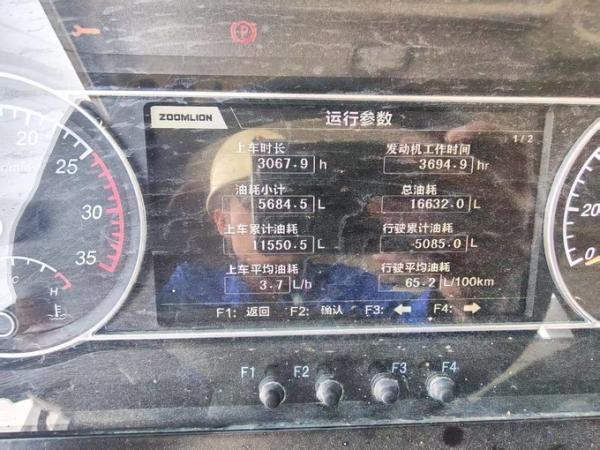 ZOOMLION 运行参数
1/2
上车时长 发动机工作时间
3067.9 h 3694.9 hr
油耗小计 总油耗
5684.5 L 16632.0 L
上车累计油耗 行驶累计油耗
11550.5 L -5085.0 L
上车平均油耗 行驶平均油耗
3.7 L/h 65.2 L/100km
F1: 返回 F2: 确认 F3: F4:
F1 F2 F3 F4
20
25
30
35
C
H
20
0
P